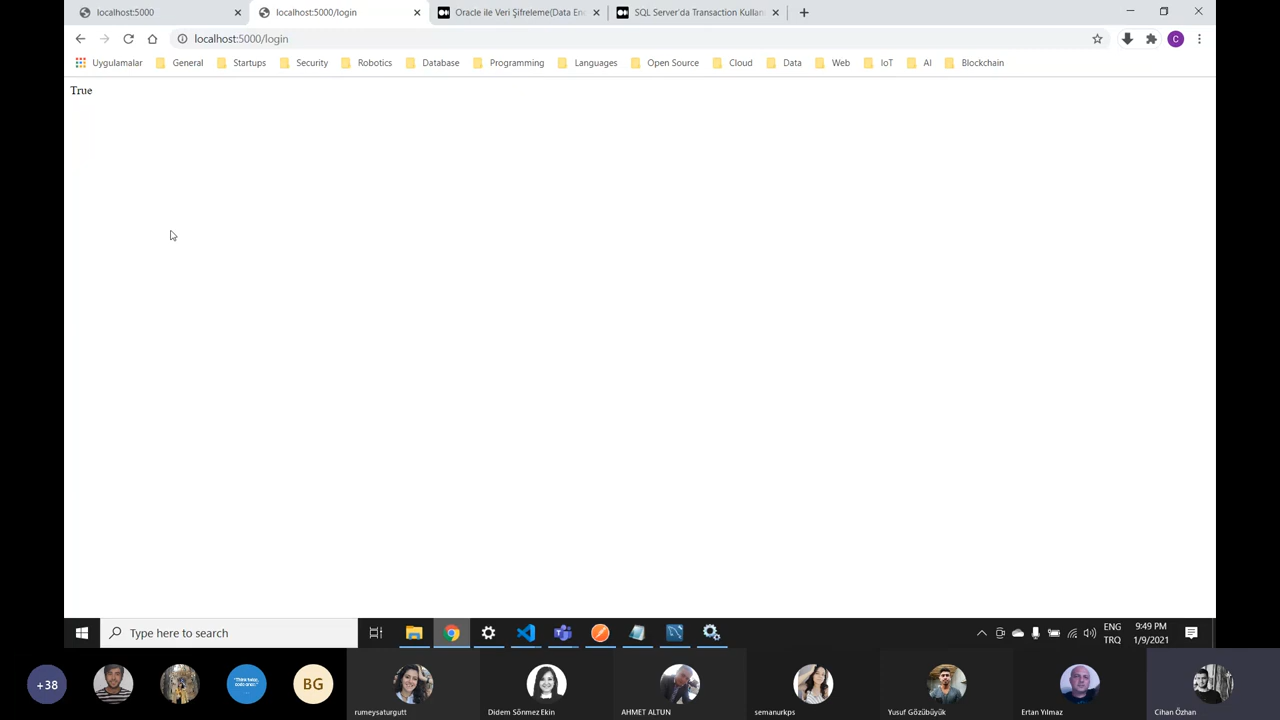 localhost:5000
localhost:5000/login
Oracle ile Veri Şifreleme(Data Enc
SQL Server'da Transaction Kullan
localhost:5000/login
C
Uygulamalar
General
Startups
Security
Robotics
Database
Programming
Languages
Open Source
Cloud
Data
Web
IoT
AI
Blockchain
True
Type here to search
ENG
TRQ
9:49 PM
1/9/2021
+38
BG
rumeysaturgutt
Didem Sönmez Ekin
AHMET ALTUN
semanurkps
Yusuf Gözübüyük
Ertan Yılmaz
Cihan Özhan